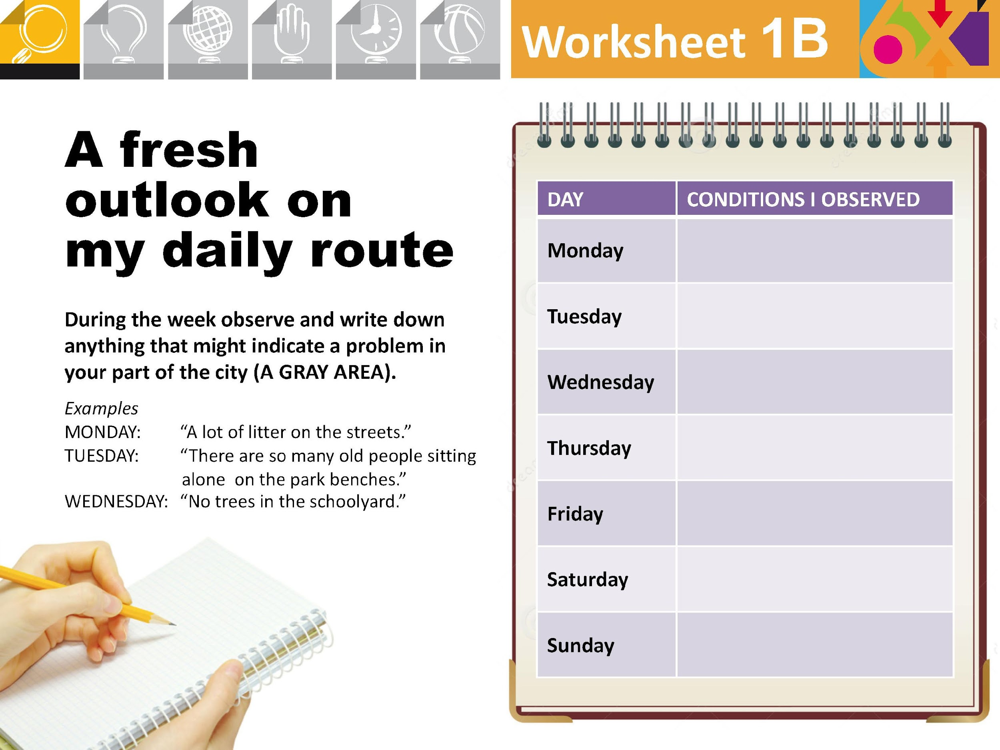 Worksheet 1B
6Xi
A fresh
outlook on
my daily route
During the week observe and write down
anything that might indicate a problem in
your part of the city (A GRAY AREA).
Examples
MONDAY: “A lot of litter on the streets.”
TUESDAY: “There are so many old people sitting
alone on the park benches.”
WEDNESDAY: “No trees in the schoolyard.”
DAY CONDITIONS I OBSERVED
Monday
Tuesday
Wednesday
Thursday
Friday
Saturday
Sunday